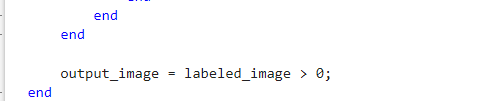 end
end
output_image = labeled_image > 0;
end